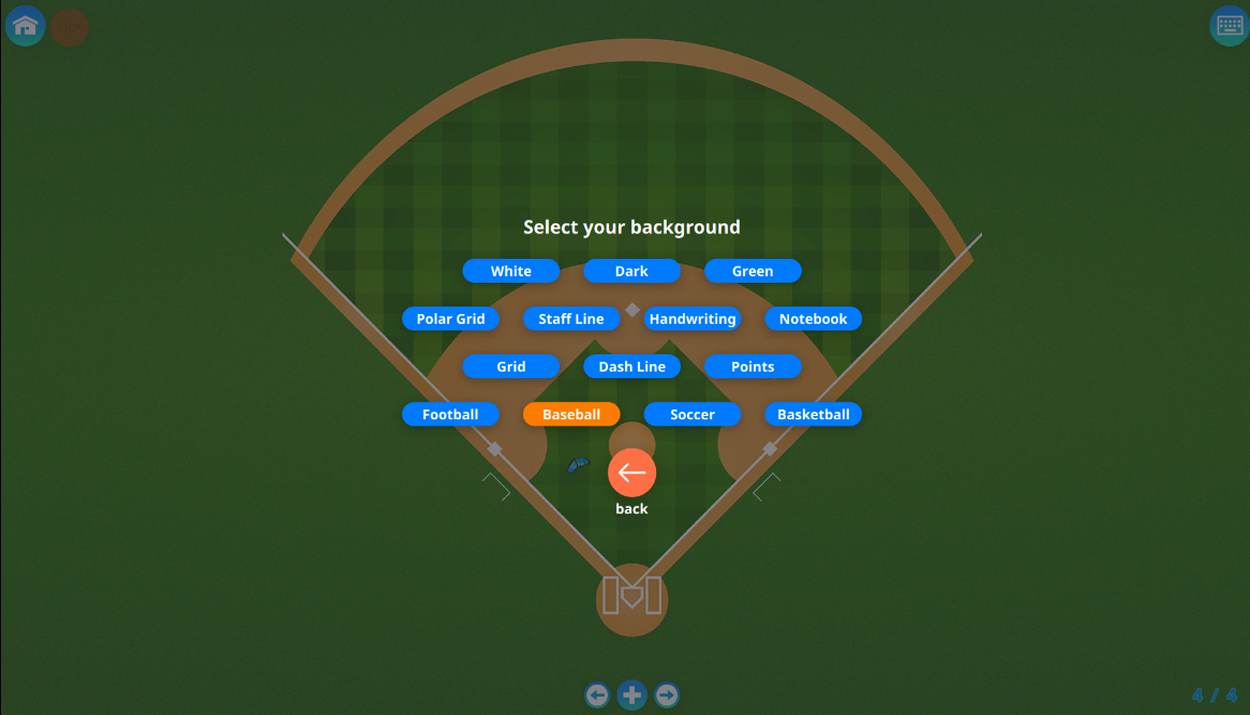 STOP
Select your background
White Dark Green
Polar Grid Staff Line Handwriting Notebook
Grid Dash Line Points
Football Baseball Soccer Basketball
back
4 / 4